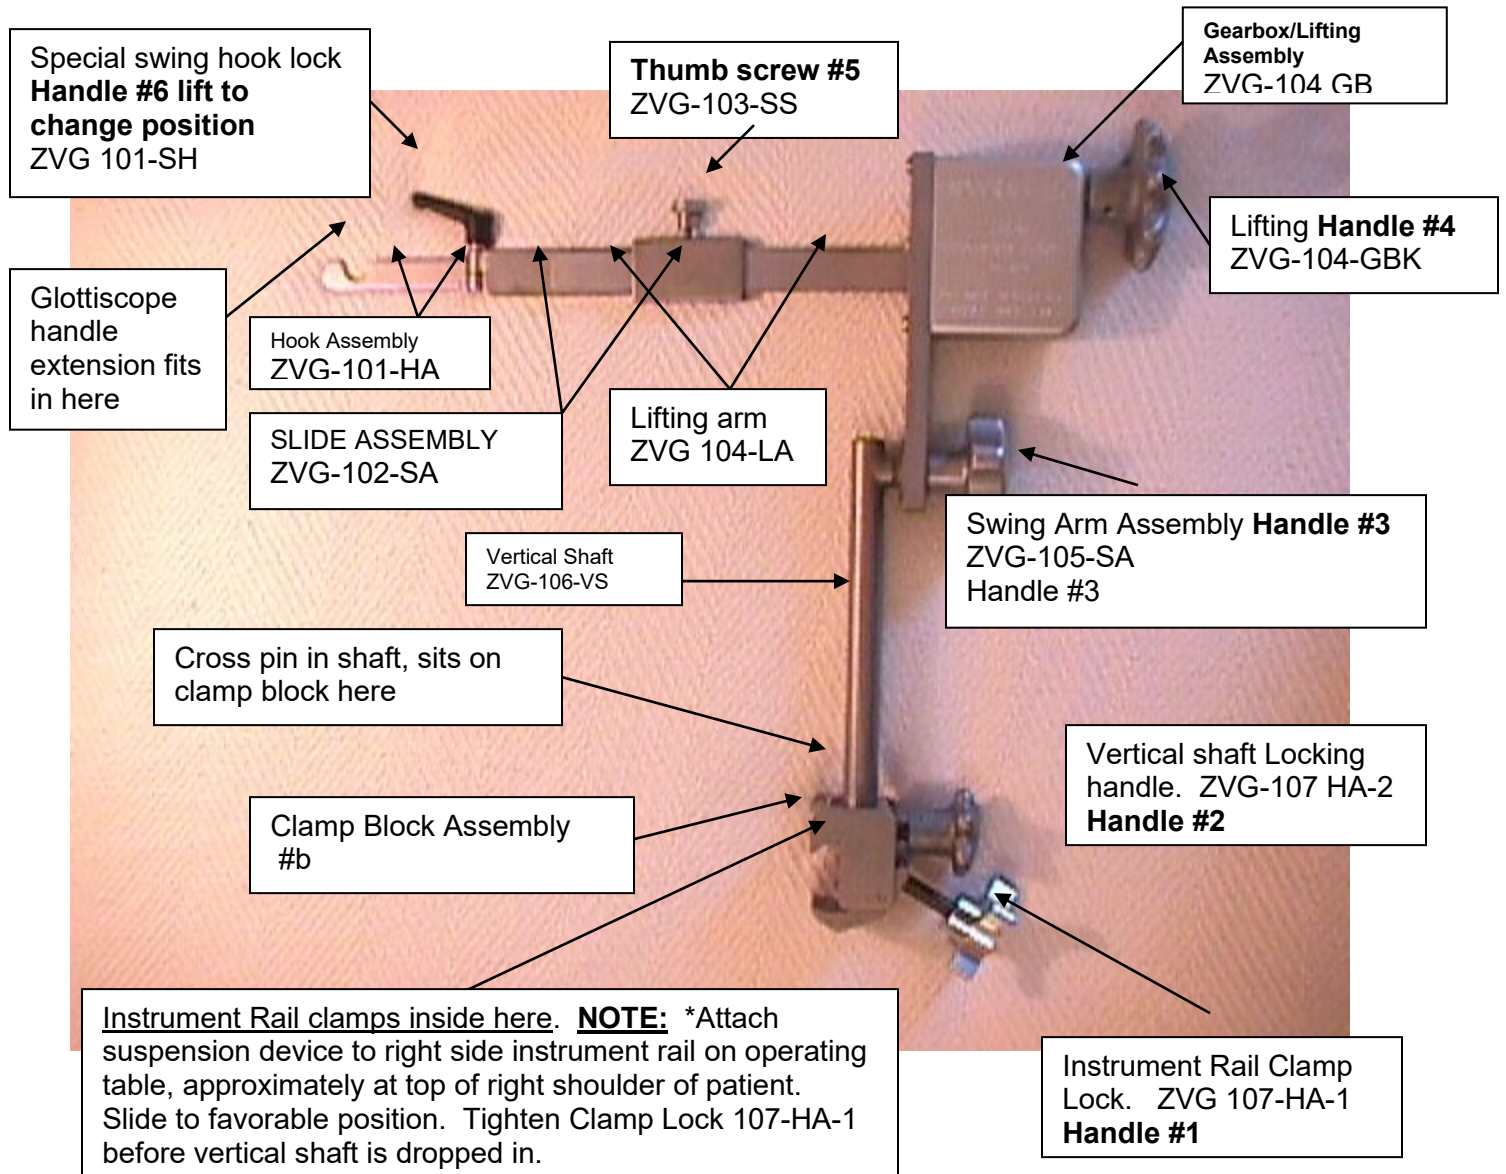 Special swing hook lock
Handle #6 lift to
change position
ZVG 101-SH
Thumb screw #5
ZVG-103-SS
Gearbox/Lifting
Assembly
ZVG-104 GB
Lifting Handle #4
ZVG-104-GBK
Glottiscope
handle
extension fits
in here
Hook Assembly
ZVG-101-HA
SLIDE ASSEMBLY
ZVG-102-SA
Lifting arm
ZVG 104-LA
Swing Arm Assembly Handle #3
ZVG-105-SA
Handle #3
Vertical Shaft
ZVG-106-VS
Cross pin in shaft, sits on
clamp block here
Vertical shaft Locking
handle. ZVG-107 HA-2
Handle #2
Clamp Block Assembly
#b
Instrument Rail clamps inside here. NOTE: *Attach
suspension device to right side instrument rail on operating
table, approximately at top of right shoulder of patient.
Slide to favorable position. Tighten Clamp Lock 107-HA-1
before vertical shaft is dropped in.
Instrument Rail Clamp
Lock. ZVG 107-HA-1
Handle #1